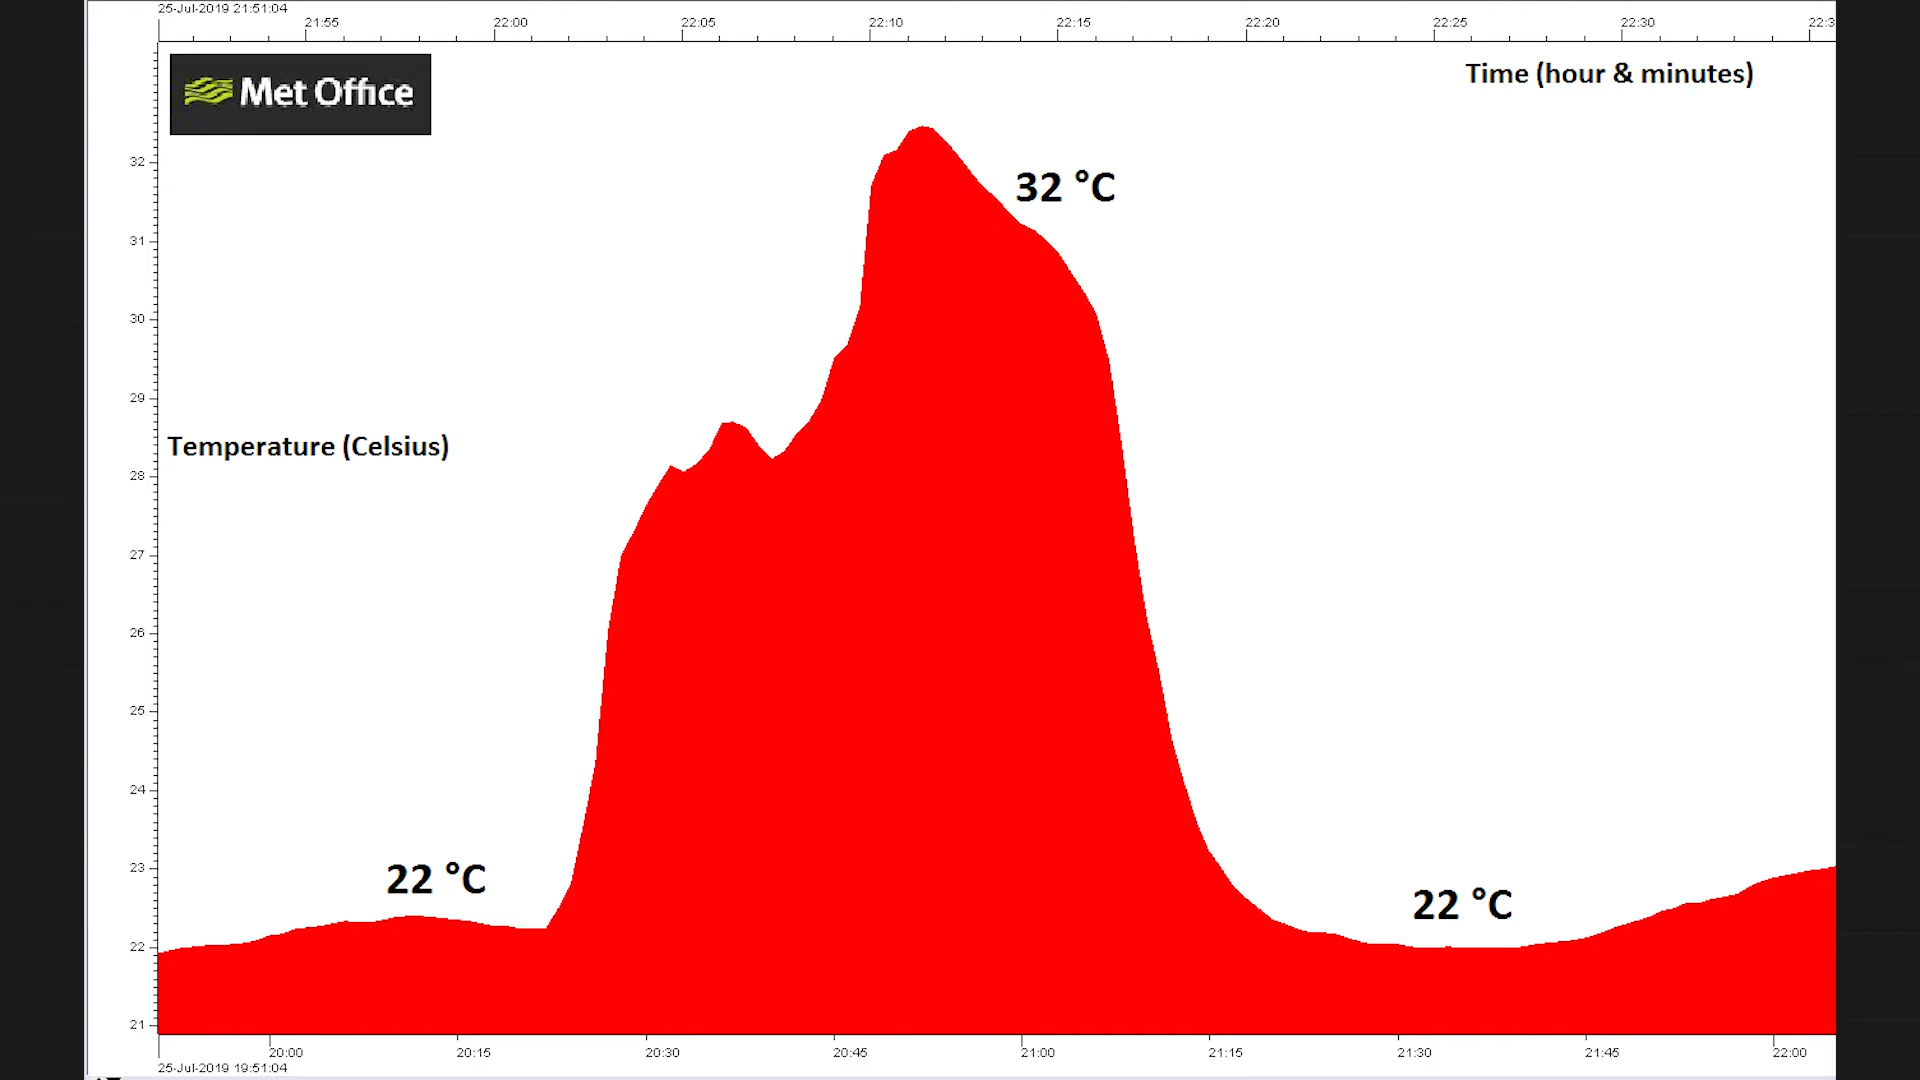 25-Jul-2019 21:51:04
21:55 22:00 22:05 22:10 22:15 22:20 22:25 22:30 22:3
Met Office
Time (hour & minutes)
32
32 °C
31
30
29
Temperature (Celsius)
28
27
26
25
24
22 °C
23
22 °C
22
21
20:00 20:15 20:30 20:45 21:00 21:15 21:30 21:45 22:00
25-Jul-2019 19:51:04